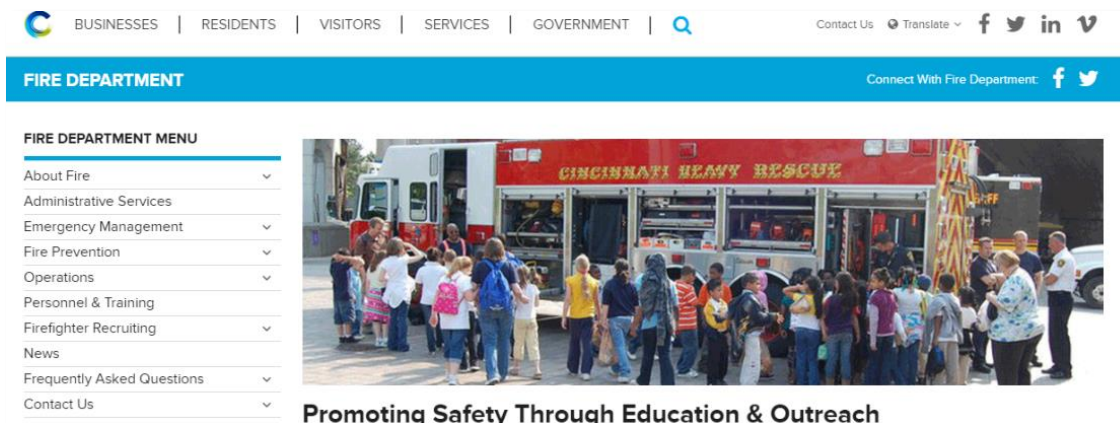 BUSINESSES | RESIDENTS | VISITORS | SERVICES | GOVERNMENT |
Contact Us Translate
FIRE DEPARTMENT
Connect With Fire Department:
FIRE DEPARTMENT MENU
About Fire
Administrative Services
Emergency Management
Fire Prevention
Operations
Personnel & Training
Firefighter Recruiting
News
Frequently Asked Questions
Contact Us
CINCINNATI HEAVY RESCUE
Promoting Safety Through Education & Outreach